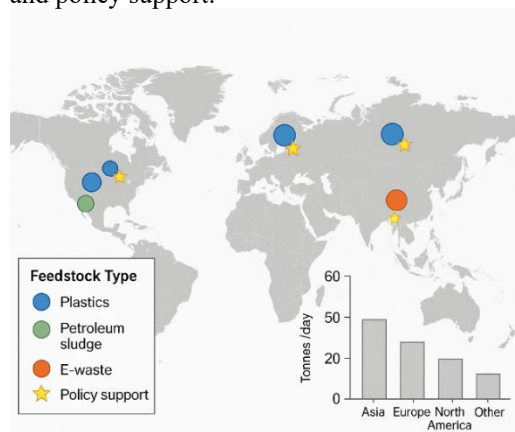 and policy support.
Feedstock Type
Plastics
Petroleum
sludge
E-waste
Policy support
Tonnes /day
60
50
20
0
Asia Europe North America Other